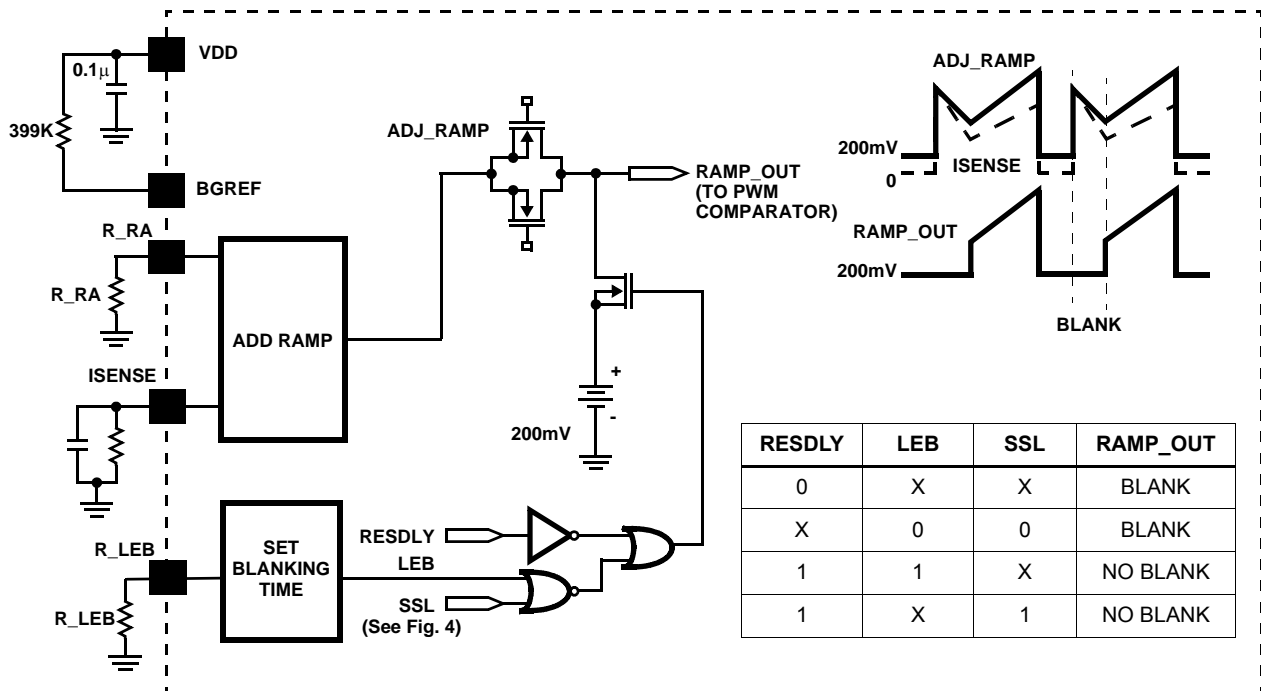 VDD
0.1µ
399K
BGREF
R_RA
R_RA
ADD RAMP
ISENSE
R_LEB
R_LEB
SET
BLANKING
TIME
ADJ_RAMP
RAMP_OUT
(TO PWM
COMPARATOR)
+
-
200mV
RESDLY
LEB
SSL
(See Fig. 4)
ADJ_RAMP
200mV
ISENSE
0
RAMP_OUT
200mV
BLANK
RESDLY LEB SSL RAMP_OUT
0 X X BLANK
X 0 0 BLANK
1 1 X NO BLANK
1 X 1 NO BLANK